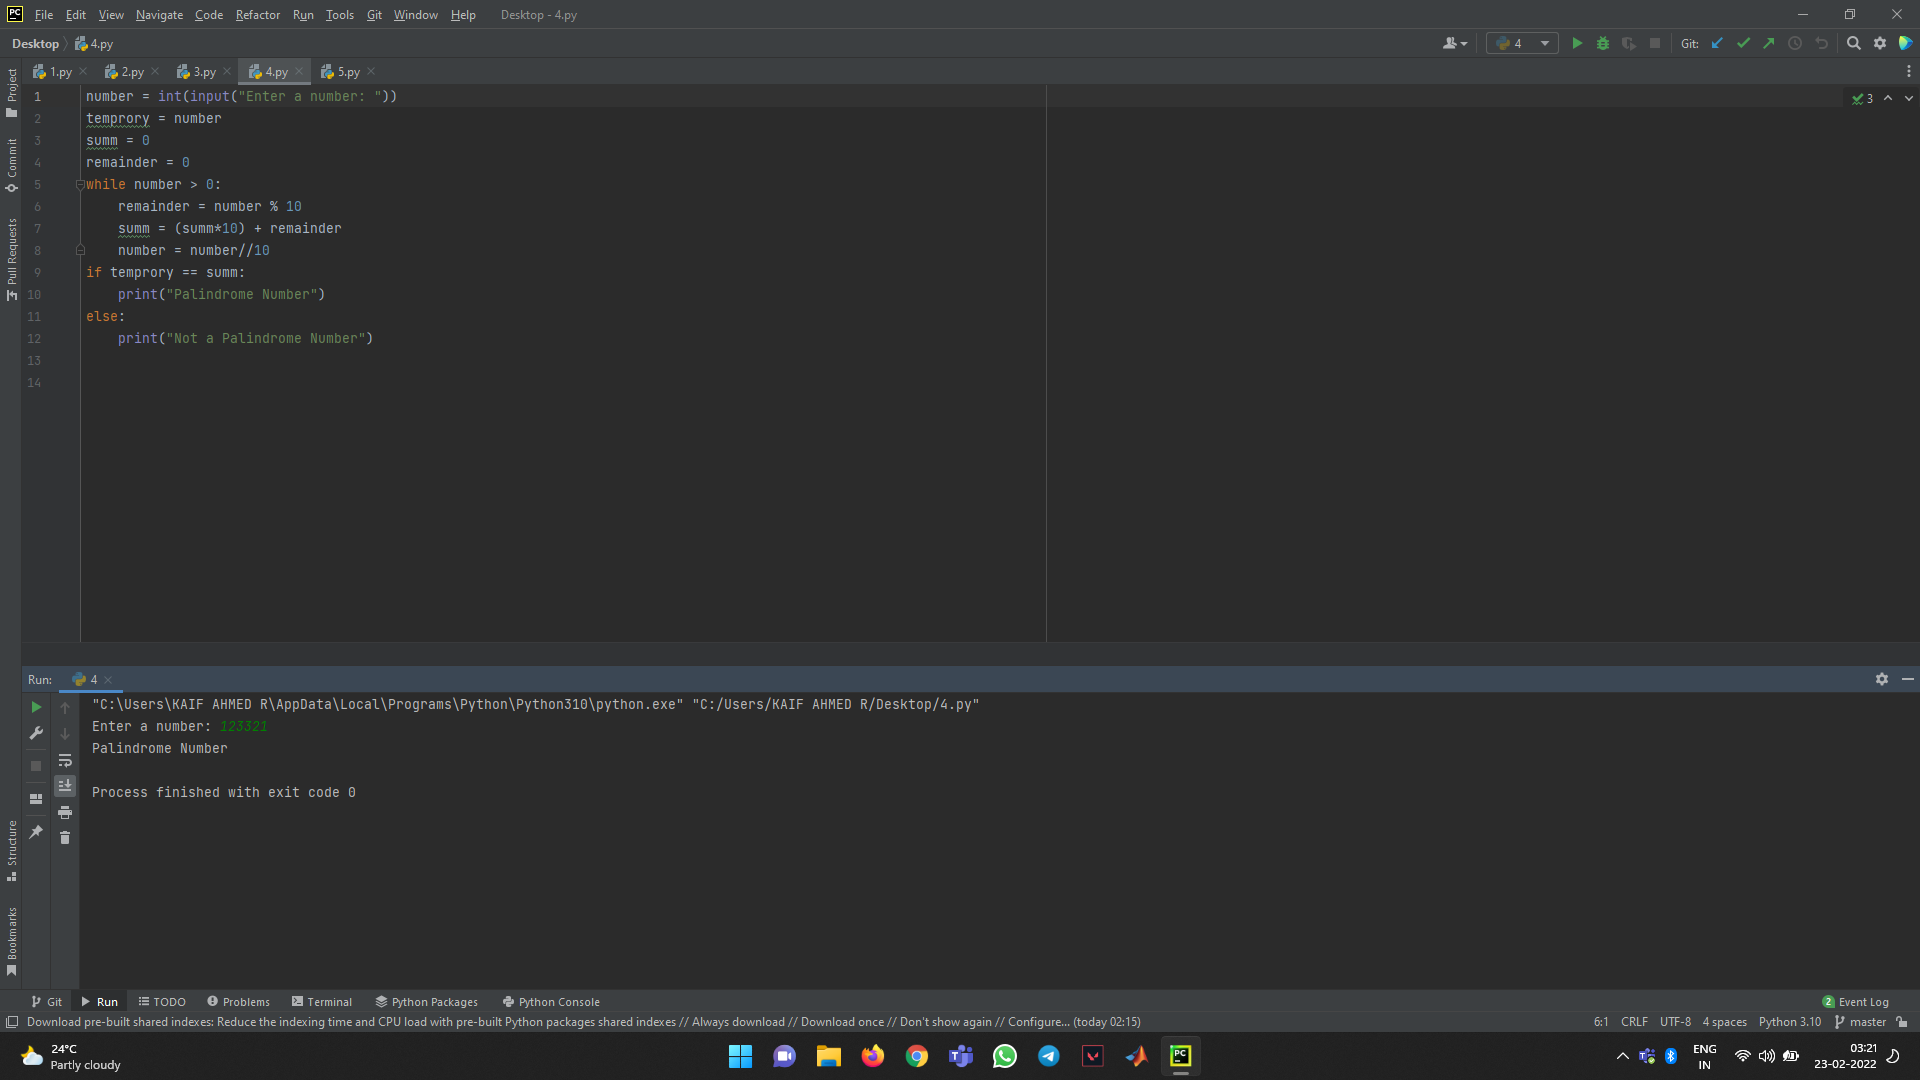 PC File Edit View Navigate Code Refactor Run Tools Git Window Help Desktop - 4.py
Desktop 4.py 4 Git:
1.py 2.py 3.py 4.py 5.py
1 number = int(input("Enter a number: ")) 3
2 temprory = number
3 summ = 0
4 remainder = 0
5 while number > 0:
6 remainder = number % 10
7 summ = (summ*10) + remainder
8 number = number//10
9 if temprory == summ:
10 print("Palindrome Number")
11 else:
12 print("Not a Palindrome Number")
13
14
Project
Commit
Pull Requests
Structure
Bookmarks
Run: 4
"C:\Users\KAIF AHMED R\AppData\Local\Programs\Python\Python310\python.exe" "C:/Users/KAIF AHMED R/Desktop/4.py"
Enter a number: 123321
Palindrome Number
Process finished with exit code 0
Git Run TODO Problems Terminal Python Packages Python Console 2 Event Log
Download pre-built shared indexes: Reduce the indexing time and CPU load with pre-built Python packages shared indexes // Always download // Download once // Don't show again // Configure... (today 02:15) 6:1 CRLF UTF-8 4 spaces Python 3.10 master
24°C
Partly cloudy
PC
ENG
IN
03:21
23-02-2022